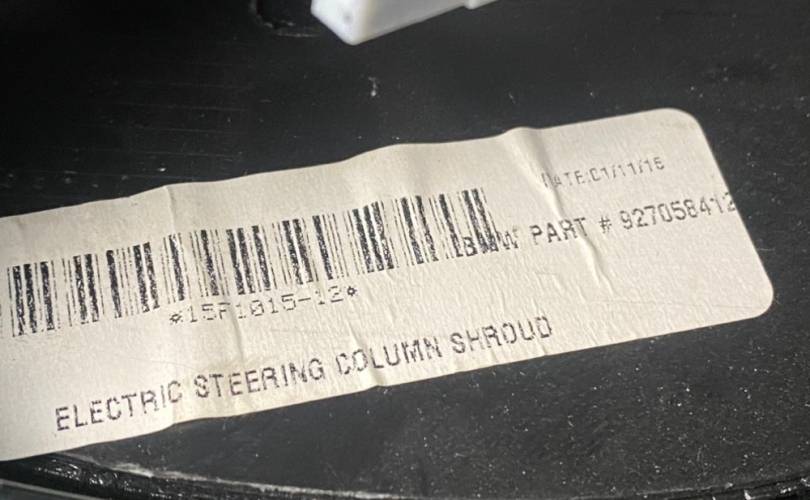 DATE:01/11/16
BMW PART # 927058412
*15F1015-12*
ELECTRIC STEERING COLUMN SHROUD